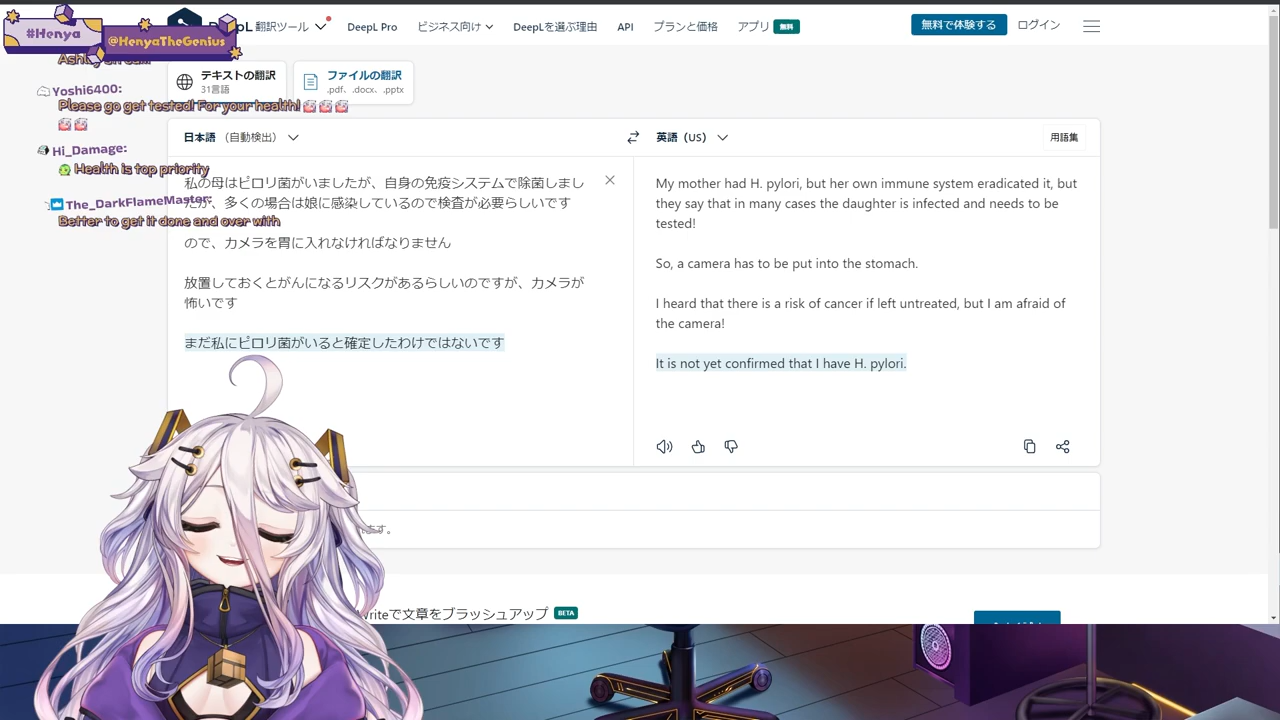 #Henya
@HenyaTheGenius
翻訳ツール
DeepL Pro
ビジネス向け
DeepLを選ぶ理由
API
プランと価格
アプリ
無料
無料で体験する
ログイン
テキストの翻訳
31言語
ファイルの翻訳
.pdf、.docx、.pptx
Yoshi6400:
Please go get tested! For your health!
Hi_Damage:
Health is top priority
The_DarkFlameMaster:
Better to get it done and over with
日本語 （自動検出）
英語（US）
用語集
私の母はピロリ菌がいましたが、自身の免疫システムで除菌しまし
たが、多くの場合は娘に感染しているので検査が必要らしいです
ので、カメラを胃に入れなければなりません
放置しておくとがんになるリスクがあるらしいのですが、カメラが
怖いです
まだ私にピロリ菌がいると確定したわけではないです
My mother had H. pylori, but her own immune system eradicated it, but
they say that in many cases the daughter is infected and needs to be
tested!
So, a camera has to be put into the stomach.
I heard that there is a risk of cancer if left untreated, but I am afraid of
the camera!
It is not yet confirmed that I have H. pylori.
ます。
Writeで文章をブラッシュアップ
BETA